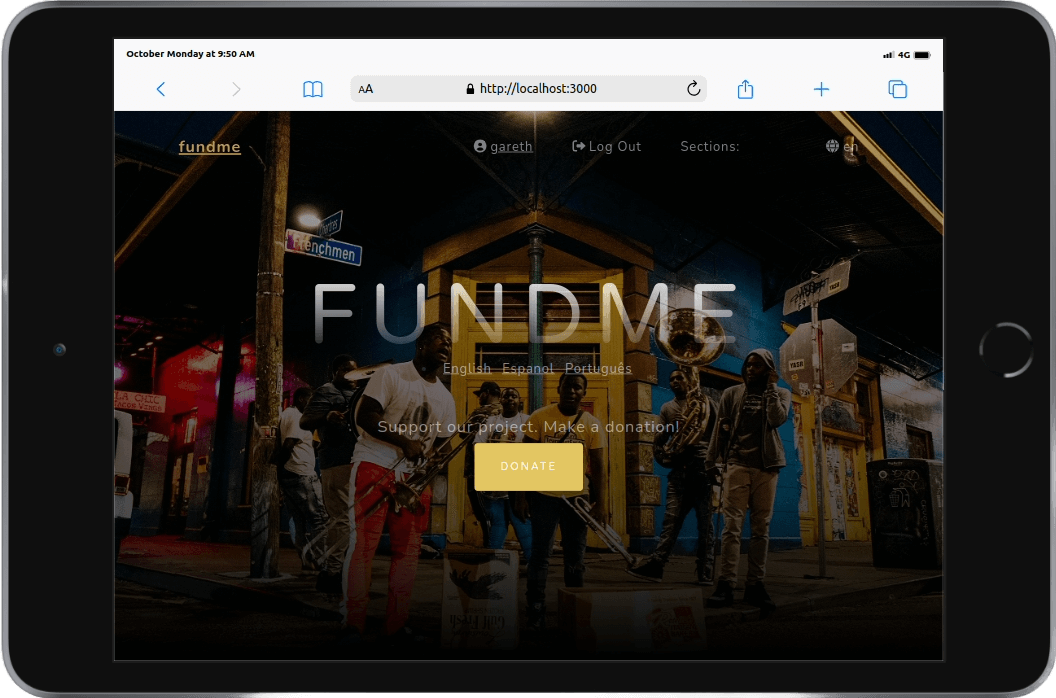 October Monday at 9:50 AM
4G
AA http://localhost:3000
fundme gareth Log Out Sections: en
Frenchmen
FUNDME
English Español Português
Support our project. Make a donation!
DONATE